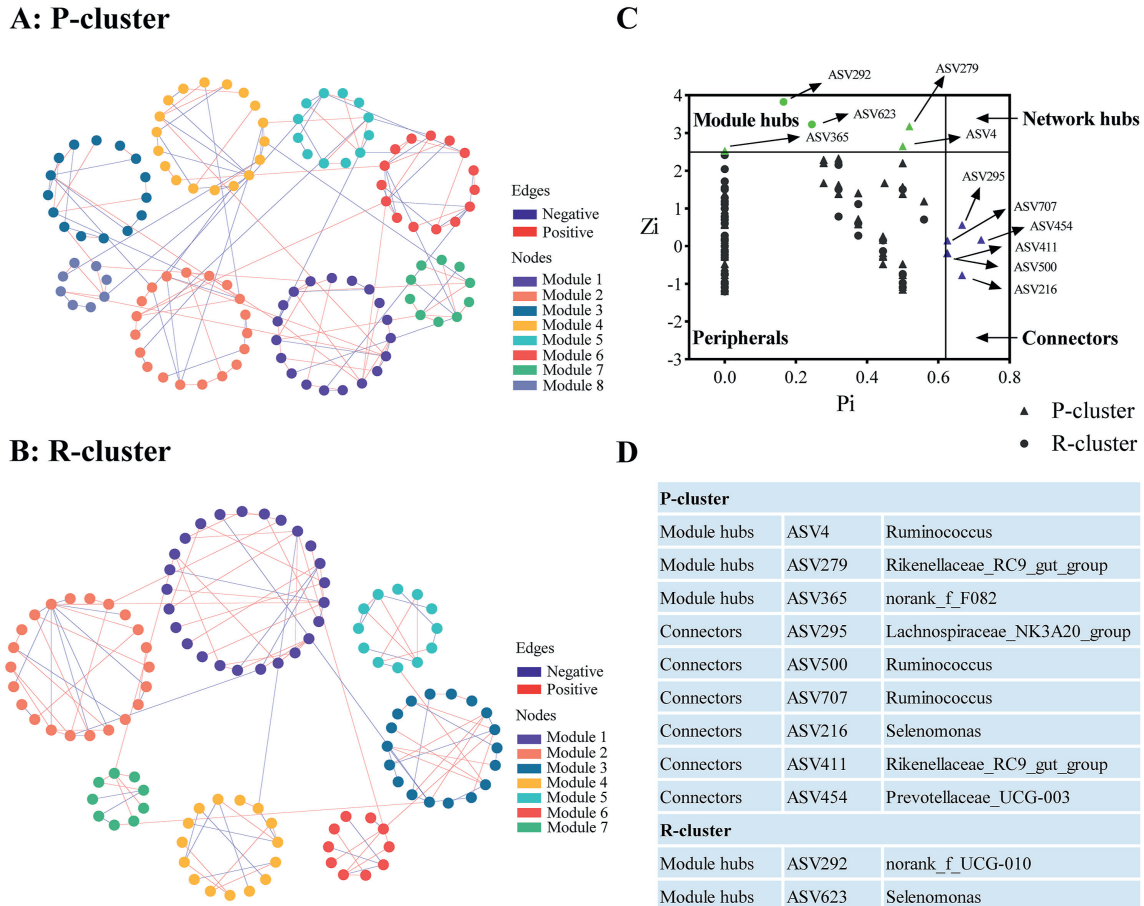 A: P-cluster
Edges
Negative
Positive
Nodes
Module 1
Module 2
Module 3
Module 4
Module 5
Module 6
Module 7
Module 8
B: R-cluster
Edges
Negative
Positive
Nodes
Module 1
Module 2
Module 3
Module 4
Module 5
Module 6
Module 7
C
ASV292
ASV279
ASV623
ASV365
ASV4
Module hubs
Network hubs
ASV295
ASV707
ASV454
ASV411
ASV500
ASV216
Peripherals
Connectors
Zi
4
3
2
1
0
-1
-2
-3
0.0 0.2 0.4 0.6 0.8
Pi
P-cluster
R-cluster
D
P-cluster
Module hubs ASV4 Ruminococcus
Module hubs ASV279 Rikenellaceae_RC9_gut_group
Module hubs ASV365 norank_f_F082
Connectors ASV295 Lachnospiraceae_NK3A20_group
Connectors ASV500 Ruminococcus
Connectors ASV707 Ruminococcus
Connectors ASV216 Selenomonas
Connectors ASV411 Rikenellaceae_RC9_gut_group
Connectors ASV454 Prevotellaceae_UCG-003
R-cluster
Module hubs ASV292 norank_f_UCG-010
Module hubs ASV623 Selenomonas